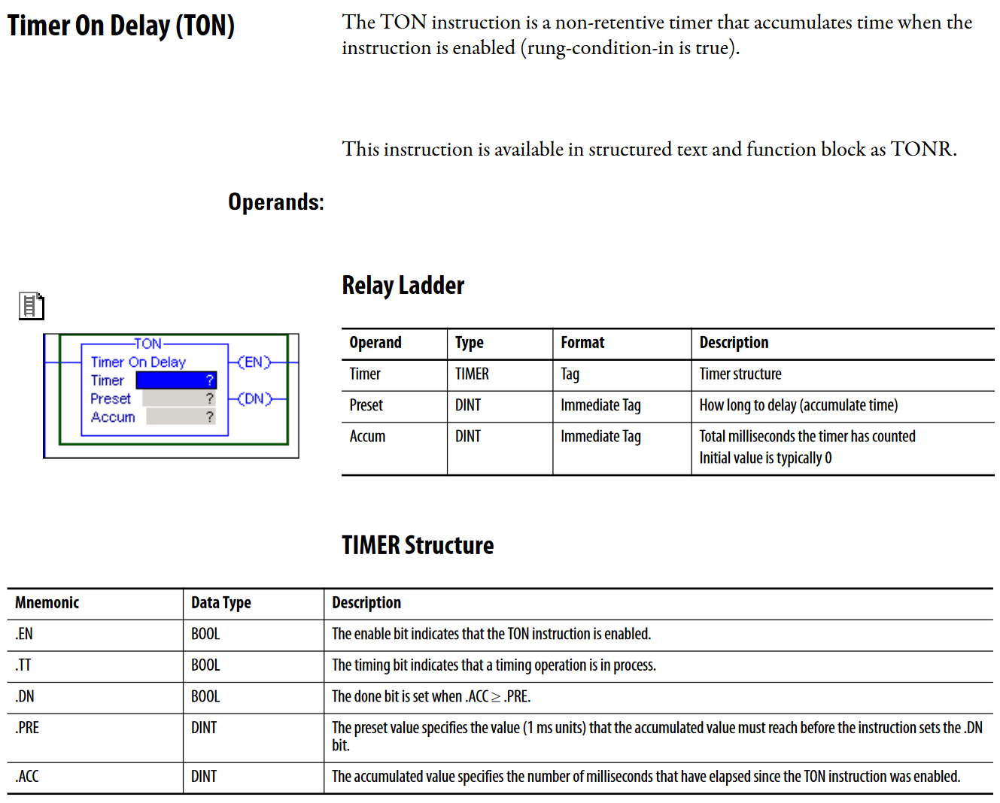 Timer On Delay (TON)
The TON instruction is a non-retentive timer that accumulates time when the
instruction is enabled (rung-condition-in is true).
This instruction is available in structured text and function block as TONR.
Operands:
Relay Ladder
TON
Timer On Delay
Timer ?
Preset ?
Accum ?
(EN)
(DN)
Operand Type Format Description
Timer TIMER Tag Timer structure
Preset DINT Immediate Tag How long to delay (accumulate time)
Accum DINT Immediate Tag Total milliseconds the timer has counted
Initial value is typically 0
TIMER Structure
Mnemonic Data Type Description
.EN BOOL The enable bit indicates that the TON instruction is enabled.
.TT BOOL The timing bit indicates that a timing operation is in process.
.DN BOOL The done bit is set when .ACC ≥ .PRE.
.PRE DINT The preset value specifies the value (1 ms units) that the accumulated value must reach before the instruction sets the .DN
bit.
.ACC DINT The accumulated value specifies the number of milliseconds that have elapsed since the TON instruction was enabled.